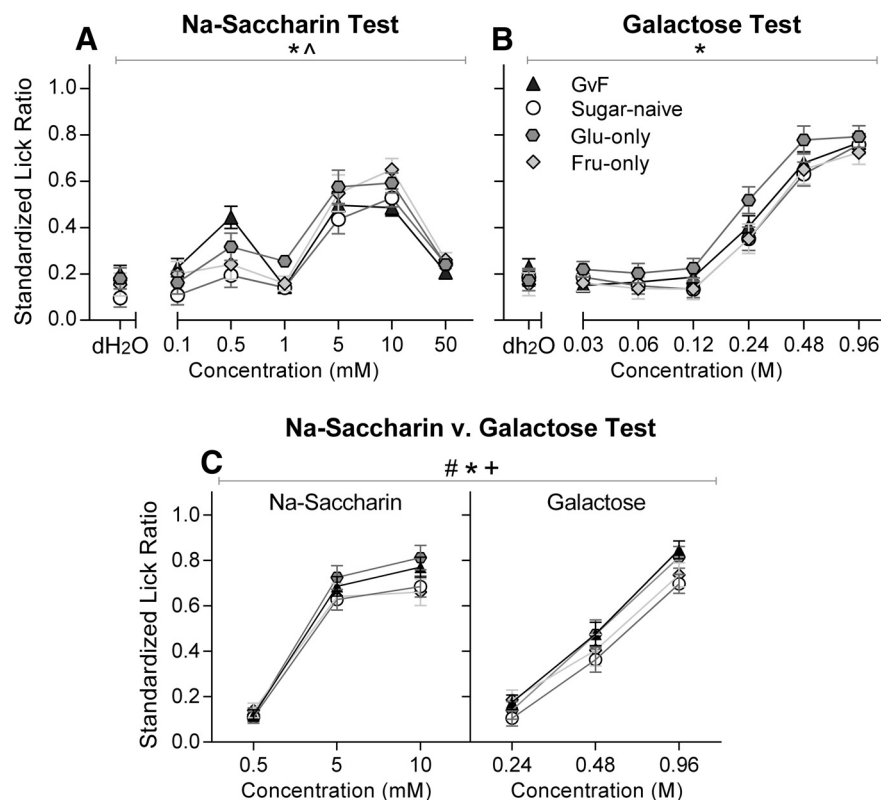 A
Na-Saccharin Test
* ^
Standardized Lick Ratio
1.0
0.8
0.6
0.4
0.2
0.0
dH2O 0.1 0.5 1 5 10 50
Concentration (mM)
B
Galactose Test
*
GvF
Sugar-naive
Glu-only
Fru-only
dh2O 0.03 0.06 0.12 0.24 0.48 0.96
Concentration (M)
Na-Saccharin v. Galactose Test
C
# * +
Na-Saccharin Galactose
Standardized Lick Ratio
1.0
0.8
0.6
0.4
0.2
0.0
0.5 5 10 0.24 0.48 0.96
Concentration (mM) Concentration (M)